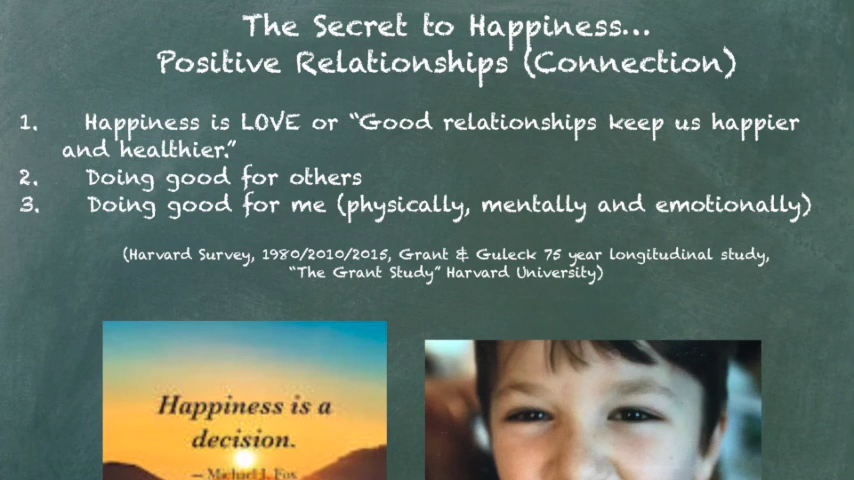 The Secret to Happiness...
Positive Relationships (Connection)
1. Happiness is LOVE or “Good relationships keep us happier
and healthier.”
2. Doing good for others
3. Doing good for me (physically, mentally and emotionally)
(Harvard Survey, 1980/2010/2015, Grant & Guleck 75 year longitudinal study,
“The Grant Study” Harvard University)
Happiness is a
decision.
— Michael J. Fox